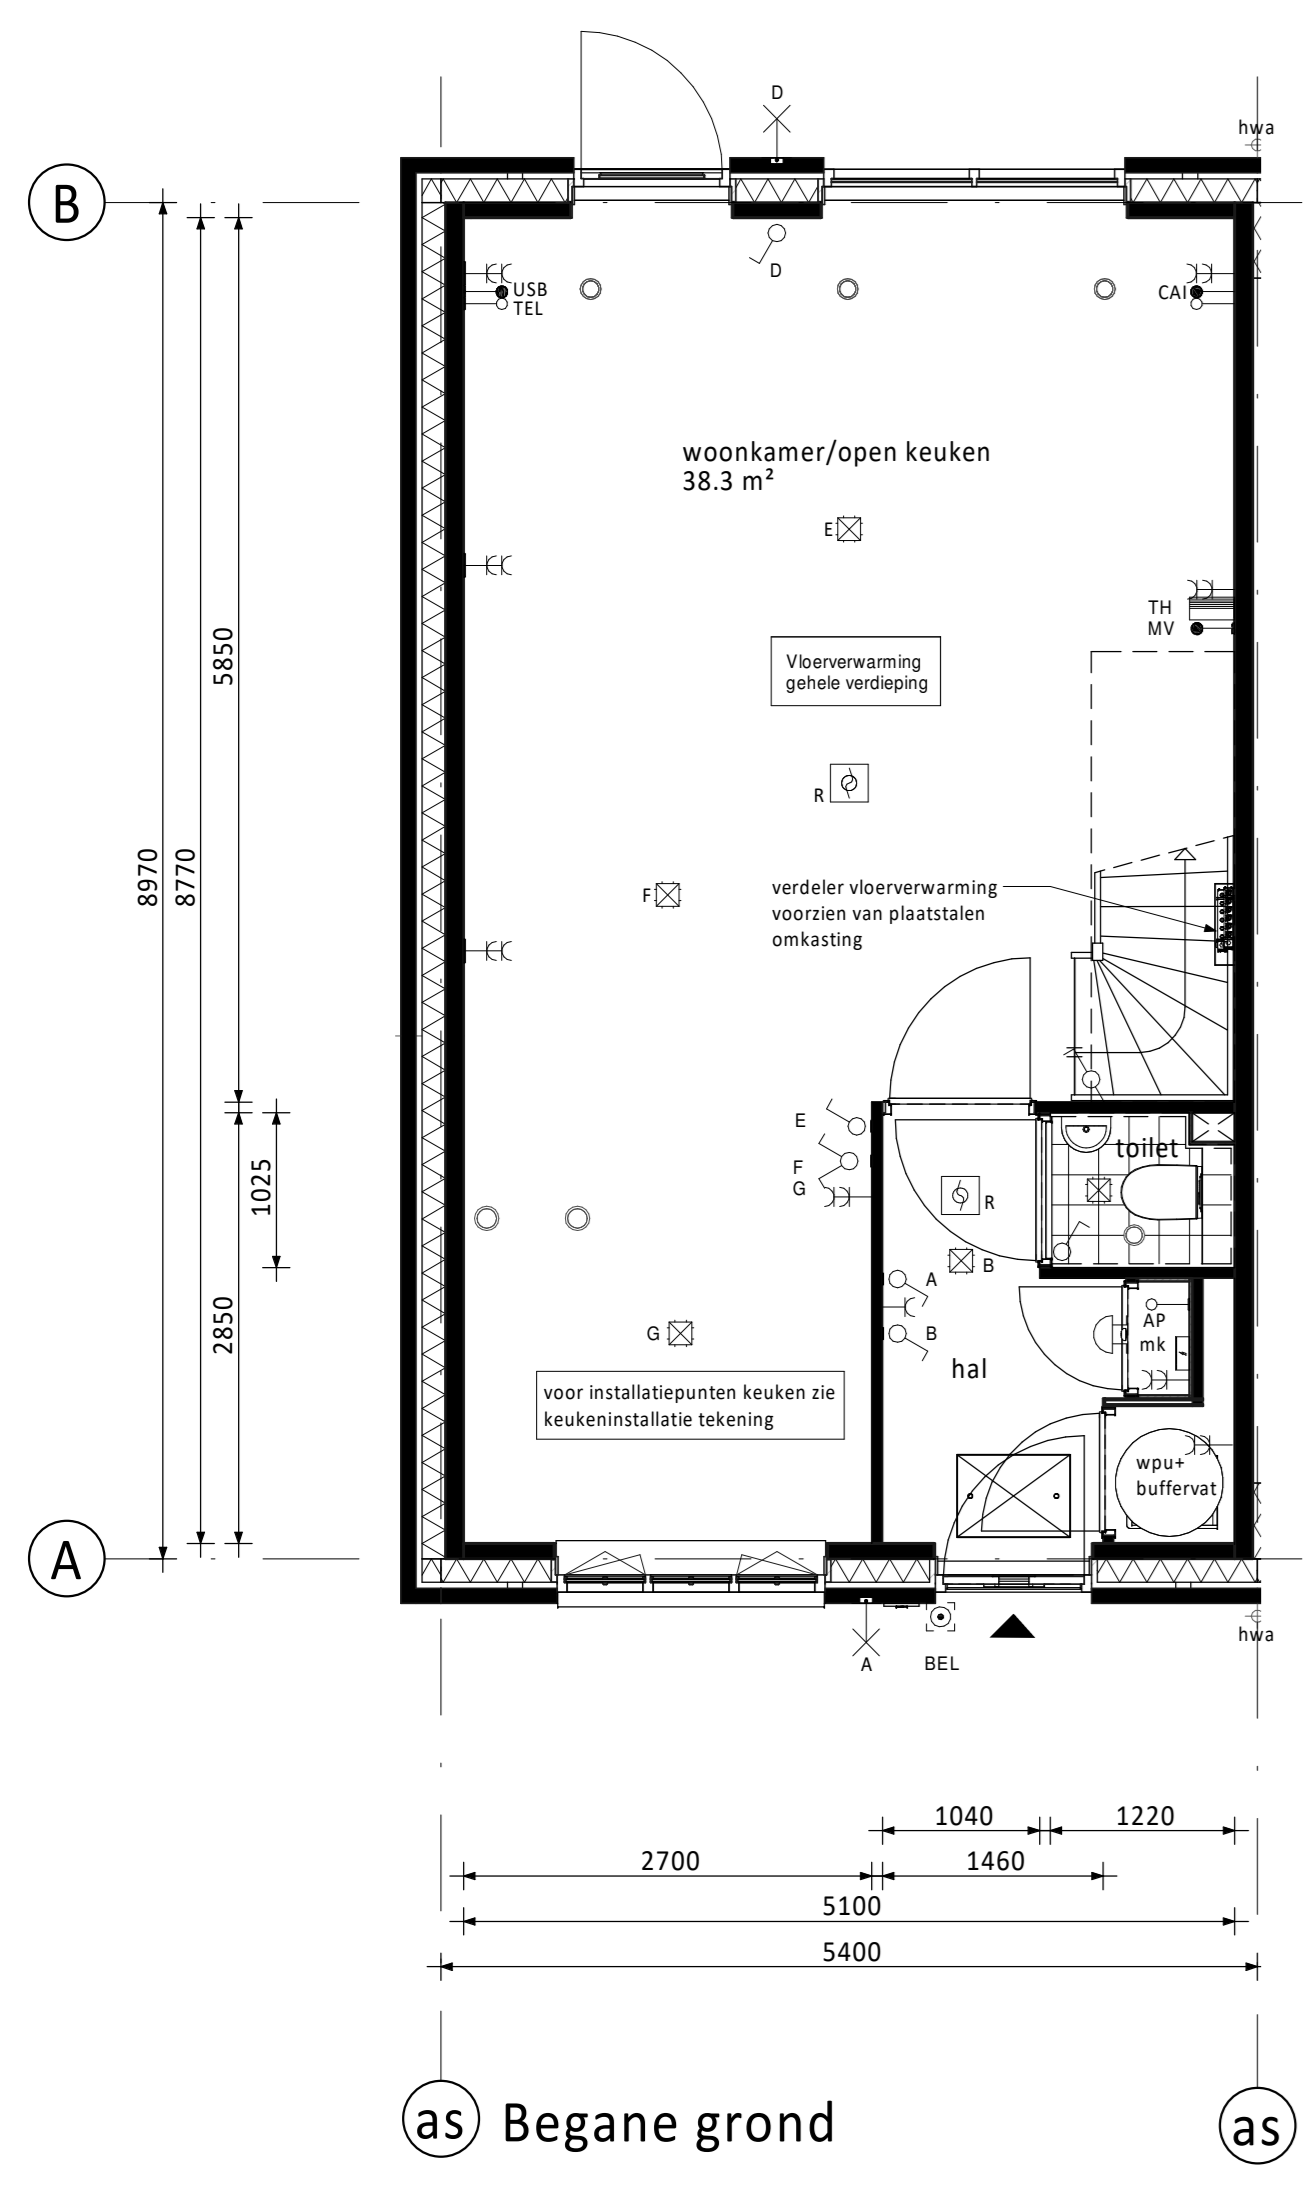 D
hwa
B
D
USB
TEL
CAI
woonkamer/open keuken
38.3 m²
E
TH
MV
Vloerverwarming
gehele verdieping
5850
R
8970
8770
F
verdeler vloerverwarming
voorzien van plaatstalen
omkasting
E
toilet
F
G
1025
R
B
A
2850
G
B
AP
mk
hal
voor installatiepunten keuken zie
keukeninstallatie tekening
wpu+
buffervat
A
hwa
A
BEL
1040
1220
2700
1460
5100
5400
as
Begane grond
as